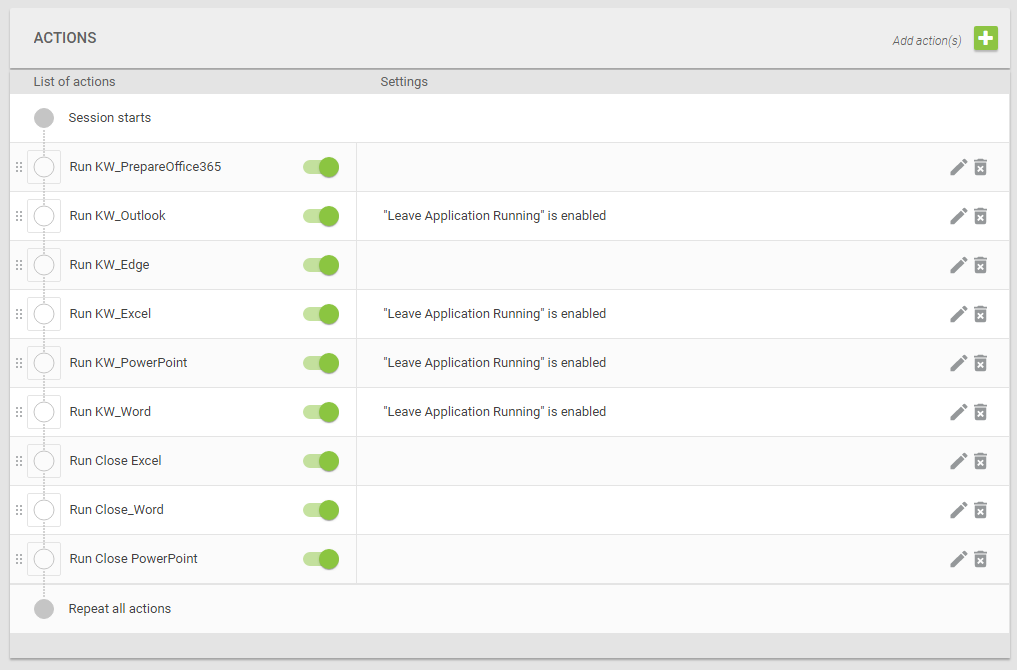 ACTIONS
Add action(s)
List of actions Settings
Session starts
Run KW_PrepareOffice365
Run KW_Outlook "Leave Application Running" is enabled
Run KW_Edge
Run KW_Excel "Leave Application Running" is enabled
Run KW_PowerPoint "Leave Application Running" is enabled
Run KW_Word "Leave Application Running" is enabled
Run Close Excel
Run Close_Word
Run Close PowerPoint
Repeat all actions